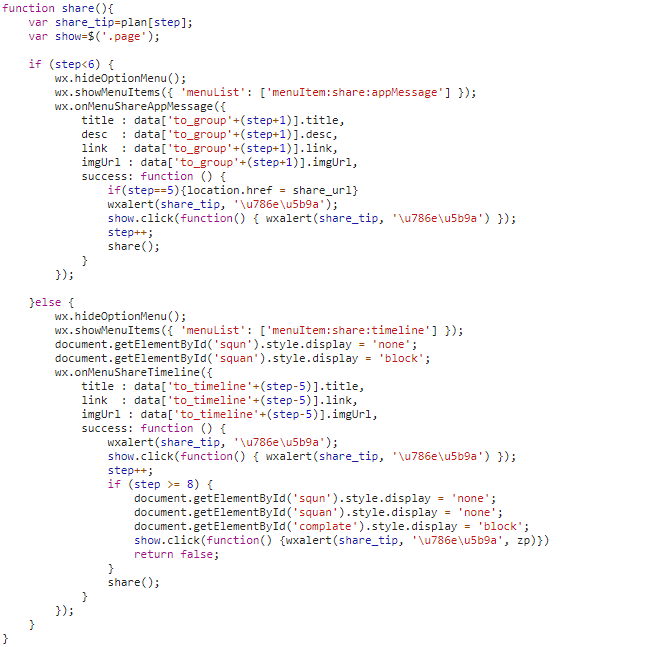 function share(){
    var share_tip=plan[step];
    var show=$('.page');

    if (step<6) {
        wx.hideOptionMenu();
        wx.showMenuItems({ 'menuList': ['menuItem:share:appMessage'] });
        wx.onMenuShareAppMessage({
            title : data['to_group'+(step+1)].title,
            desc  : data['to_group'+(step+1)].desc,
            link  : data['to_group'+(step+1)].link,
            imgUrl : data['to_group'+(step+1)].imgUrl,
            success: function () {
                if(step==5){location.href = share_url}
                wxalert(share_tip, '\u786e\u5b9a');
                show.click(function() { wxalert(share_tip, '\u786e\u5b9a') });
                step++;
                share();
            }
        });

    }else {
        wx.hideOptionMenu();
        wx.showMenuItems({ 'menuList': ['menuItem:share:timeline'] });
        document.getElementById('squn').style.display = 'none';
        document.getElementById('squan').style.display = 'block';
        wx.onMenuShareTimeline({
            title : data['to_timeline'+(step-5)].title,
            link  : data['to_timeline'+(step-5)].link,
            imgUrl : data['to_timeline'+(step-5)].imgUrl,
            success: function () {
                wxalert(share_tip, '\u786e\u5b9a');
                show.click(function() { wxalert(share_tip, '\u786e\u5b9a') });
                step++;
                if (step >= 8) {
                    document.getElementById('squn').style.display = 'none';
                    document.getElementById('squan').style.display = 'none';
                    document.getElementById('complate').style.display = 'block';
                    show.click(function() {wxalert(share_tip, '\u786e\u5b9a', zp)})
                    return false;
                }
                share();
            }
        });
    }
}